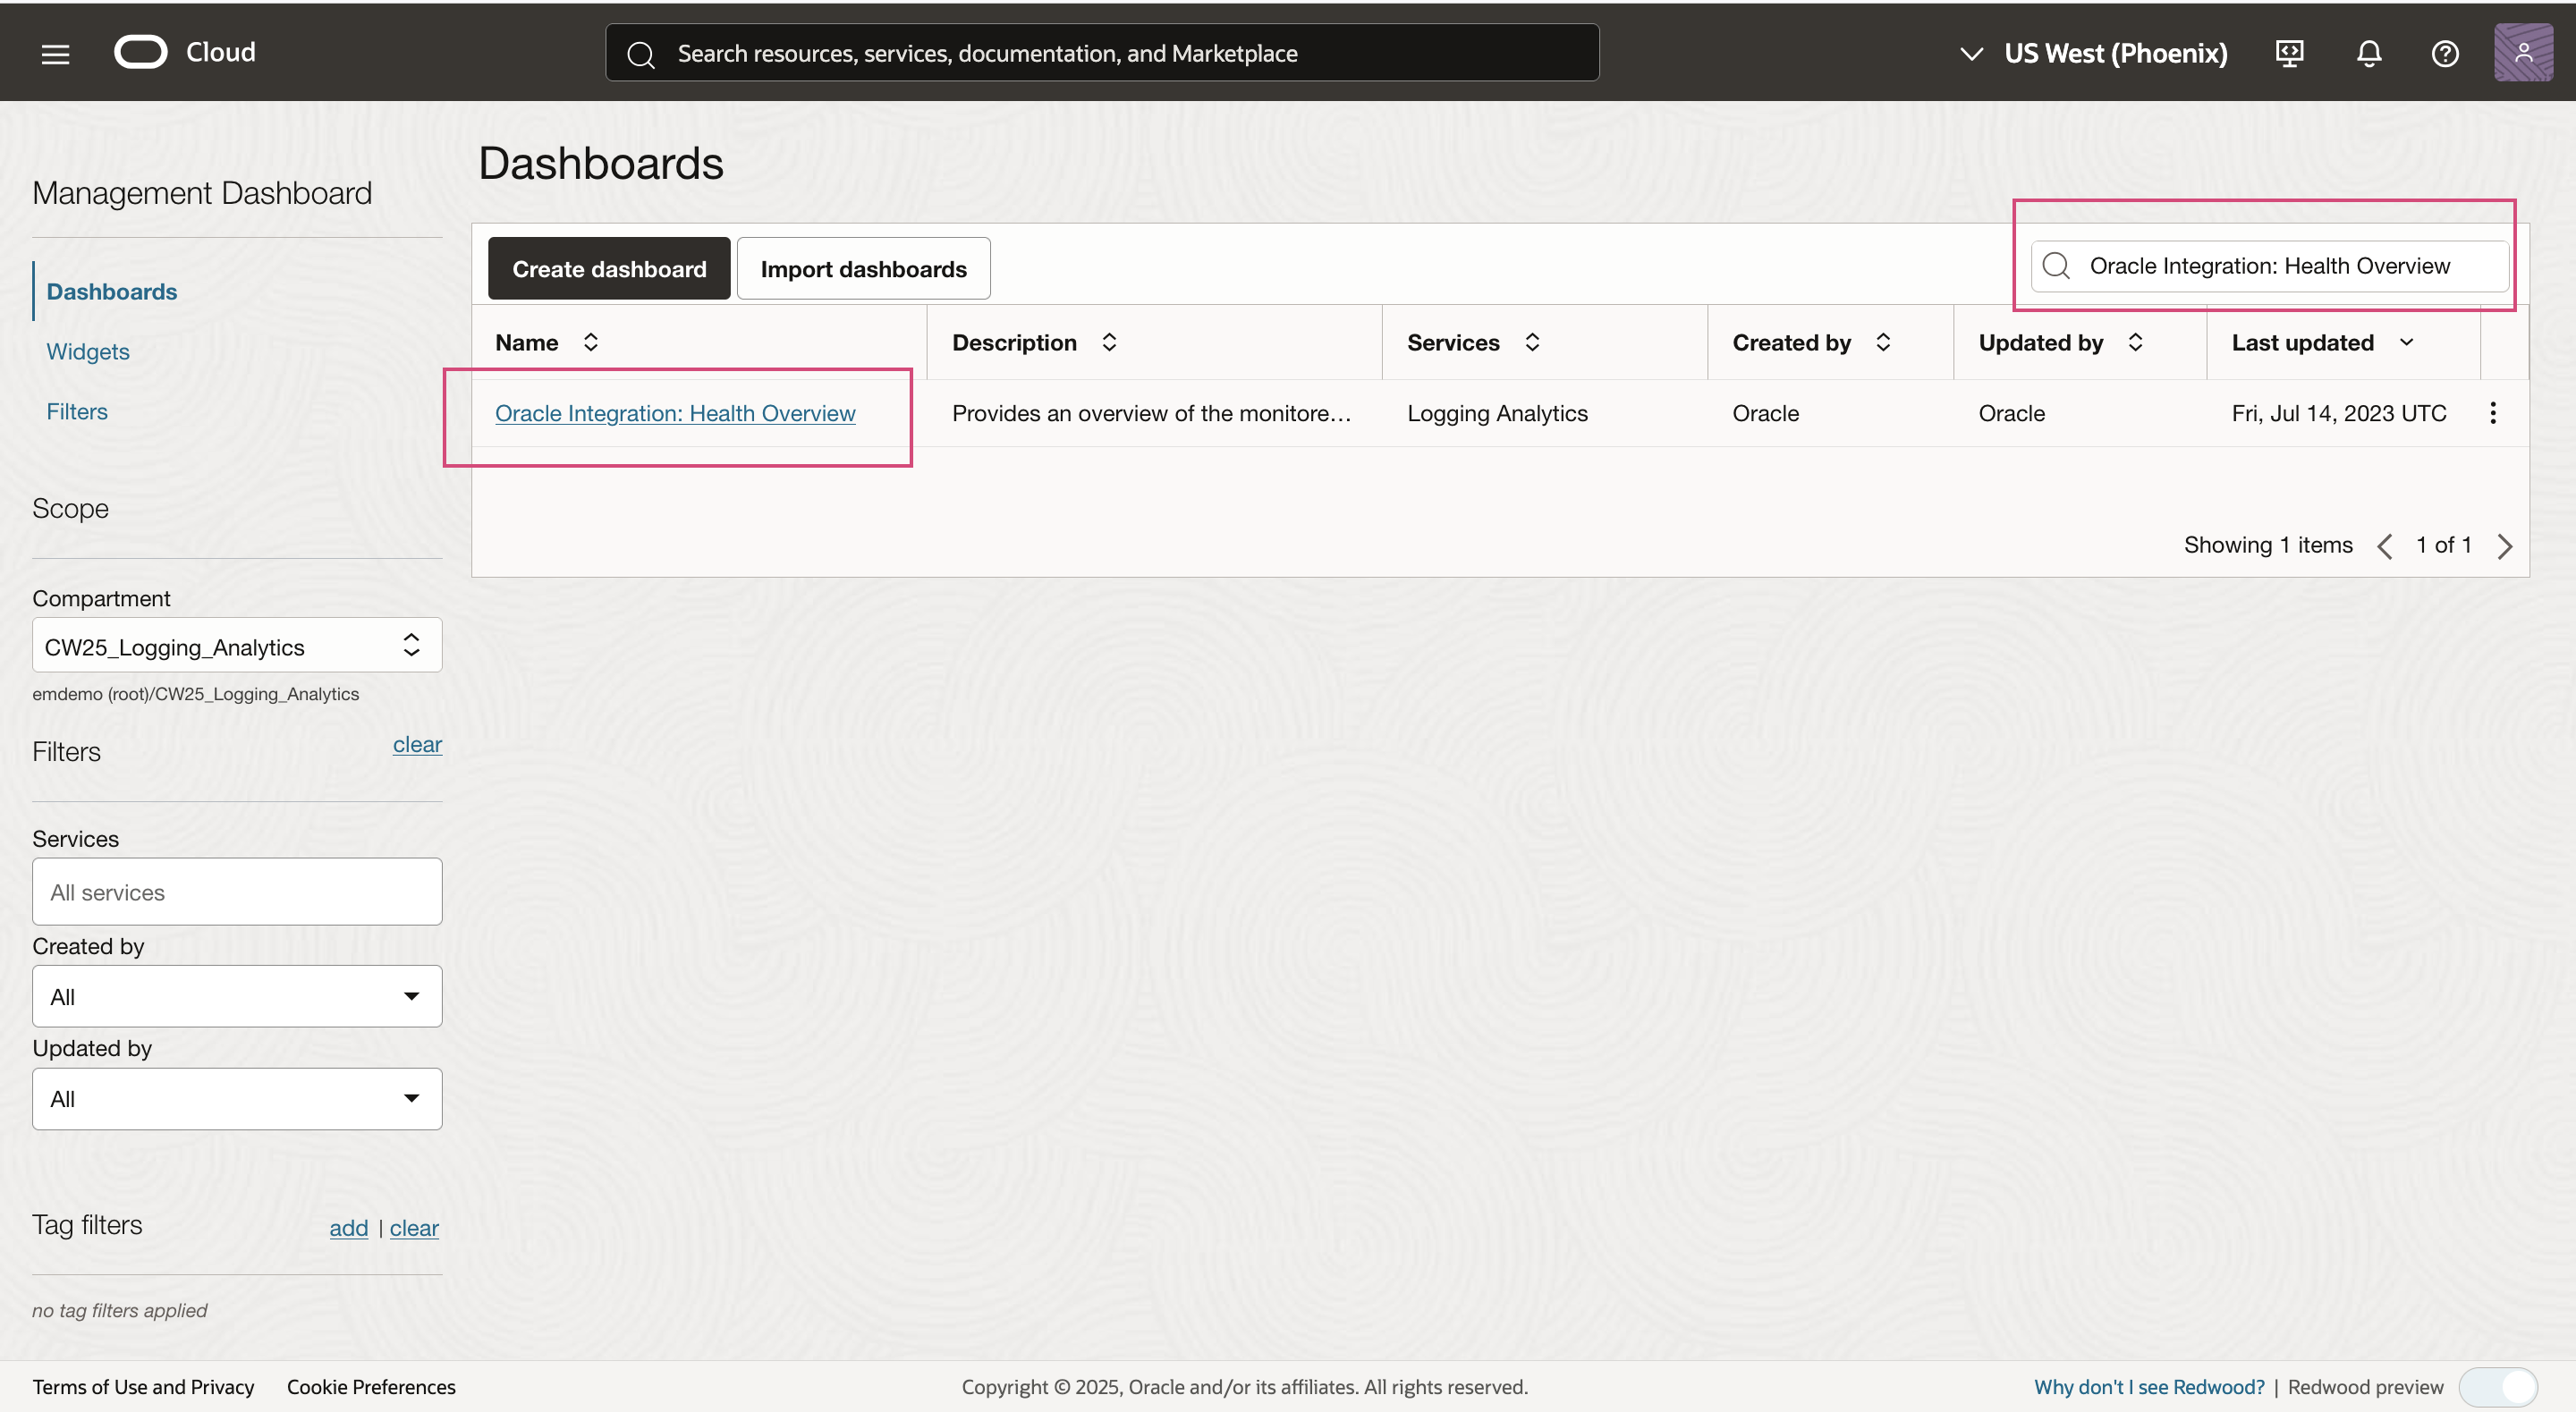 Cloud
Search resources, services, documentation, and Marketplace
US West (Phoenix)
Management Dashboard
Dashboards
Widgets
Filters
Scope
Compartment
CW25_Logging_Analytics
emdemo (root)/CW25_Logging_Analytics
Filters clear
Services
All services
Created by
All
Updated by
All
Tag filters add | clear
no tag filters applied
Dashboards
Create dashboard Import dashboards Oracle Integration: Health Overview
Name Description Services Created by Updated by Last updated
Oracle Integration: Health Overview Provides an overview of the monitore... Logging Analytics Oracle Oracle Fri, Jul 14, 2023 UTC
Showing 1 items 1 of 1
Terms of Use and Privacy Cookie Preferences Copyright © 2025, Oracle and/or its affiliates. All rights reserved. Why don't I see Redwood? | Redwood preview